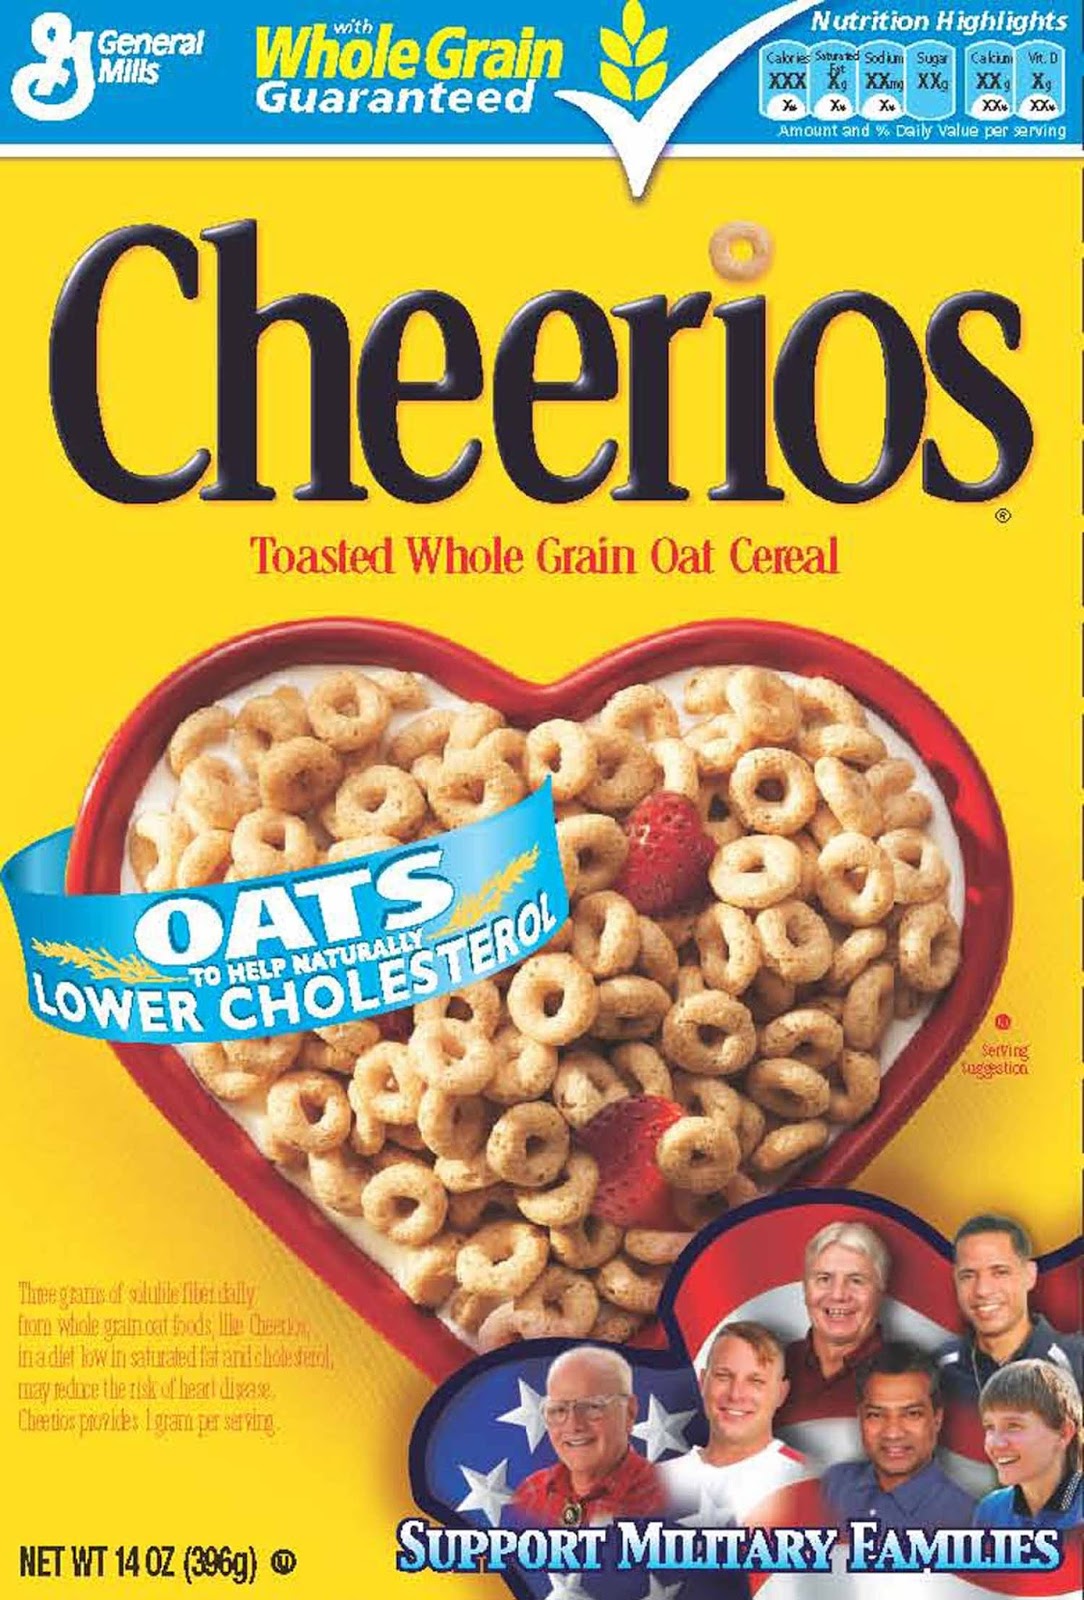 General
Mills
with
Whole Grain
Guaranteed
Nutrition Highlights
Calories Saturated Fat Sodium Sugar Calcium Vit. D
XXX Xg XXmg XXg XXg Xg
X% X% X% XX% XX%
Amount and % Daily Value per serving
Cheerios®
Toasted Whole Grain Oat Cereal
OATS
TO HELP NATURALLY
LOWER CHOLESTEROL
Serving
suggestion
Three grams of soluble fiber daily
from whole grain oat foods, like Cheerios,
in a diet low in saturated fat and cholesterol,
may reduce the risk of heart disease.
Cheerios provides 1 gram per serving.
NET WT 14 OZ (396g) U
SUPPORT MILITARY FAMILIES